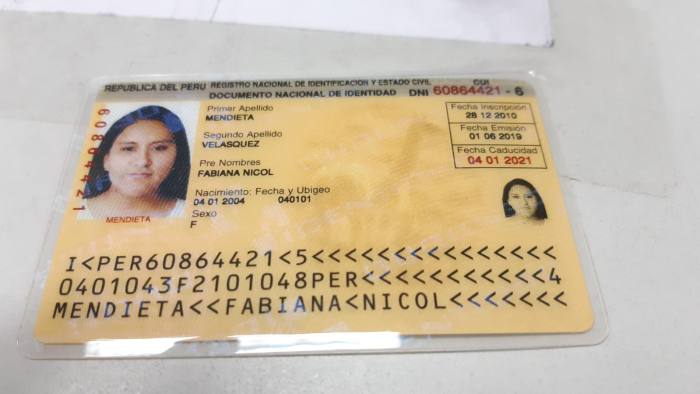 REPUBLICA DEL PERU REGISTRO NACIONAL DE IDENTIFICACION Y ESTADO CIVIL CUI
DOCUMENTO NACIONAL DE IDENTIDAD DNI 60864421 - 6
60864421
Primer Apellido
MENDIETA
Segundo Apellido
VELASQUEZ
Pre Nombres
FABIANA NICOL
Nacimiento: Fecha y Ubigeo
04 01 2004 040101
Sexo
F
Fecha Inscripción
28 12 2010
Fecha Emisión
01 06 2019
Fecha Caducidad
04 01 2021
MENDIETA
I<PER60864421<5<<<<<<<<<<<<<<<
0401043F2101048PER<<<<<<<<<<<4
MENDIETA<<FABIANA<NICOL<<<<<<<